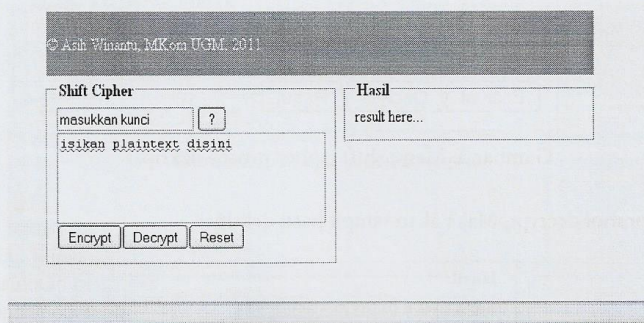 © Asih Winantu, MKom UGM, 2011
Shift Cipher
masukkan kunci ?
isikan plaintext disini
Encrypt Decrypt Reset
Hasil
result here...